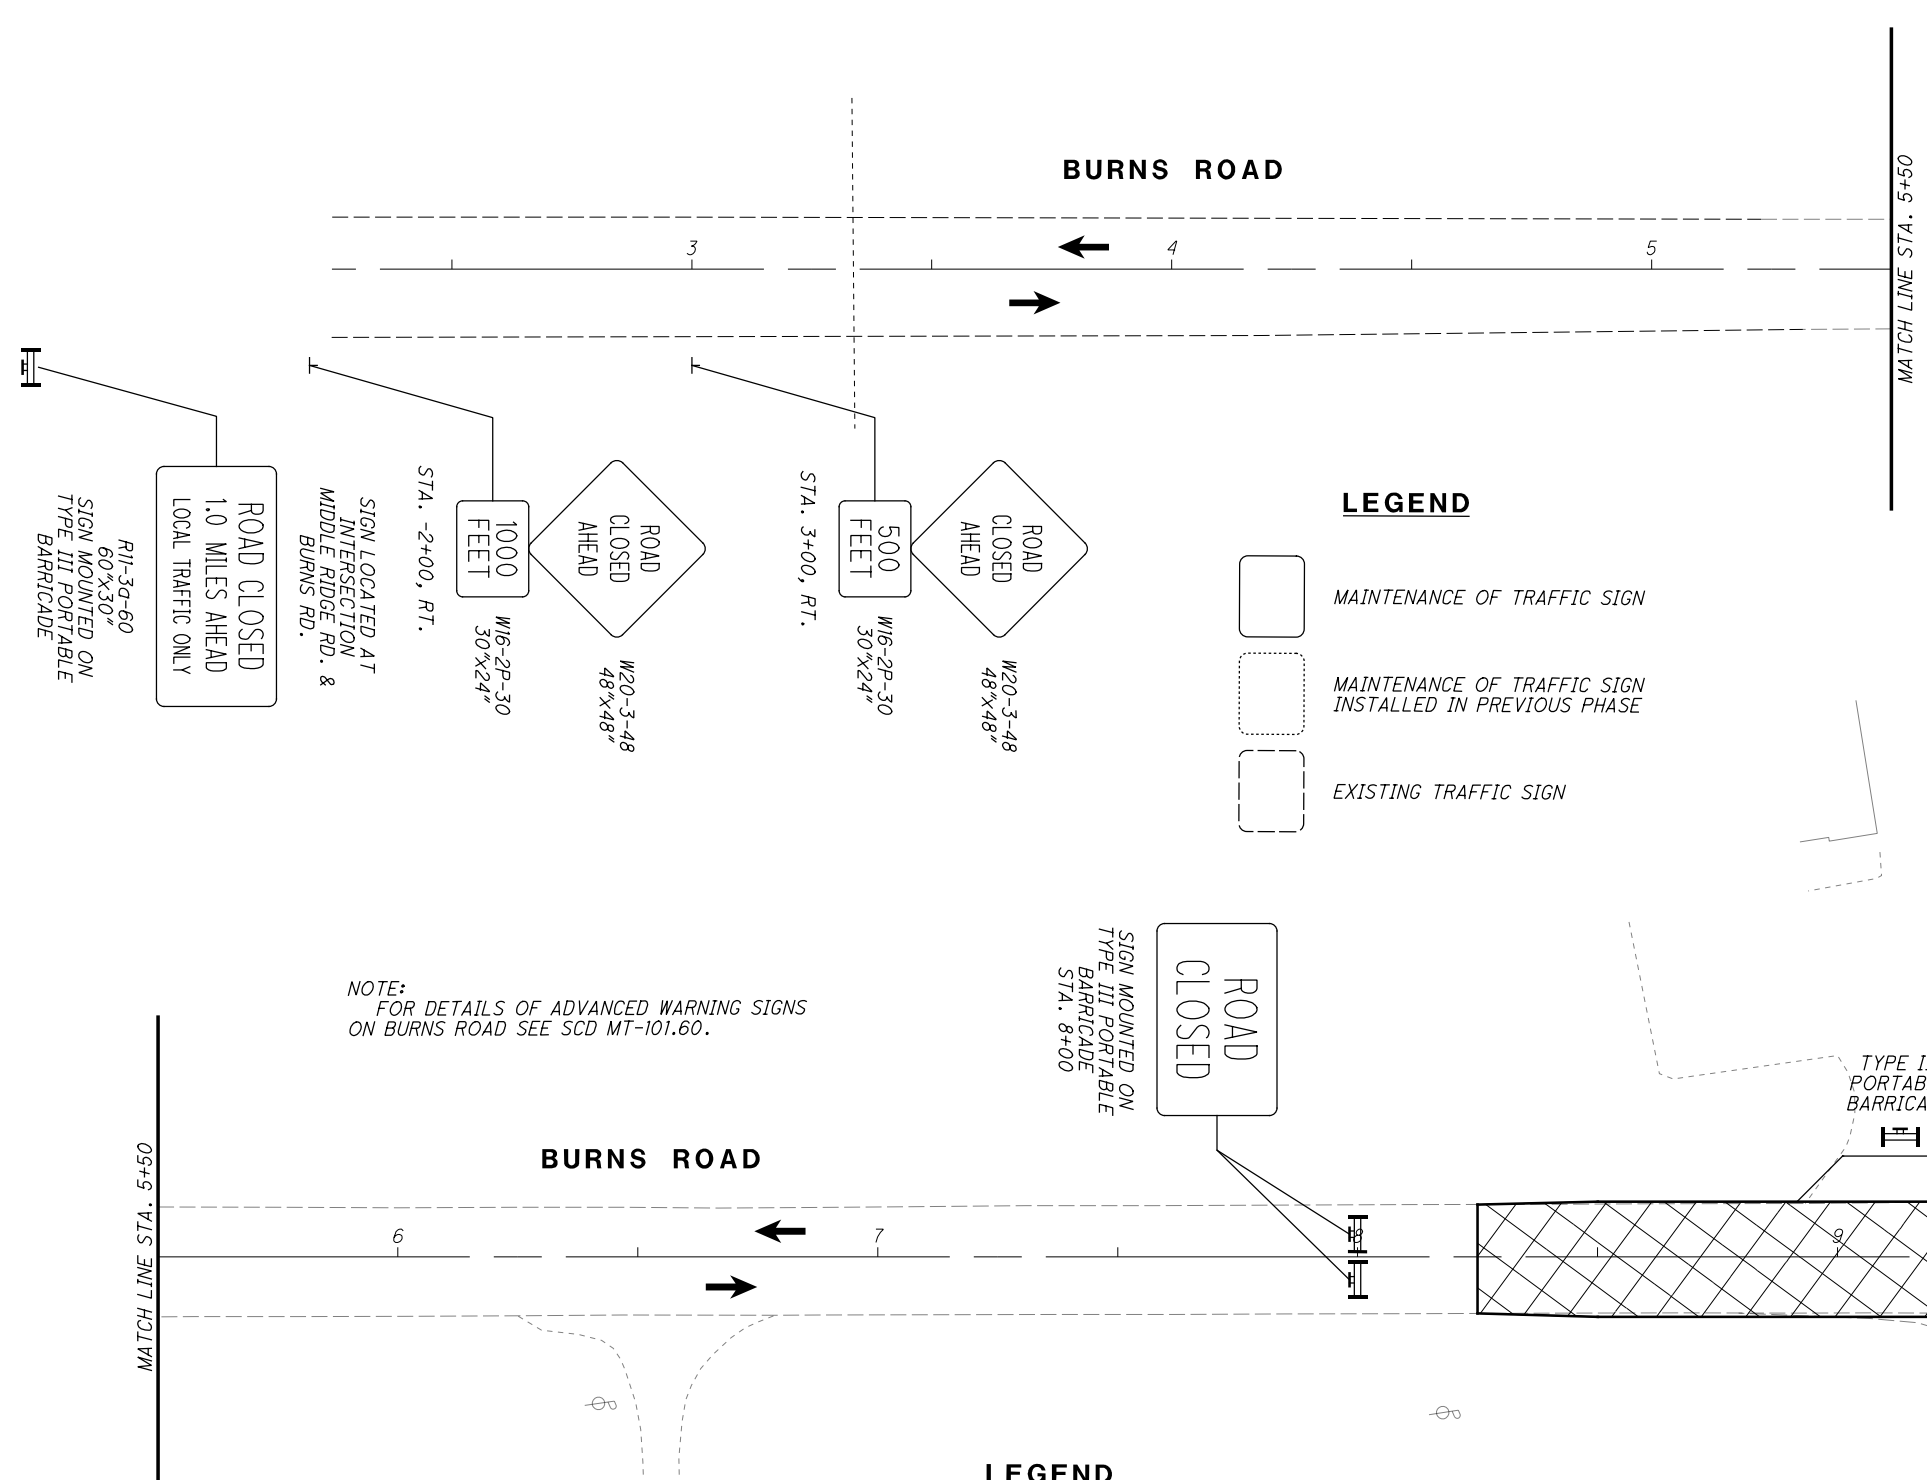 BURNS ROAD
3
4
5
MATCH LINE STA. 5+50
R11-3a-60
60"x30"
SIGN MOUNTED ON
TYPE III PORTABLE
BARRICADE
ROAD CLOSED
1.0 MILES AHEAD
LOCAL TRAFFIC ONLY
SIGN LOCATED AT
INTERSECTION
MIDDLE RIDGE RD. &
BURNS RD.
STA. -2+00, RT.
1000
FEET
W16-2P-30
30"x24"
ROAD
CLOSED
AHEAD
W20-3-48
48"x48"
STA. 3+00, RT.
500
FEET
W16-2P-30
30"x24"
ROAD
CLOSED
AHEAD
W20-3-48
48"x48"
LEGEND
MAINTENANCE OF TRAFFIC SIGN
MAINTENANCE OF TRAFFIC SIGN
INSTALLED IN PREVIOUS PHASE
EXISTING TRAFFIC SIGN
NOTE:
FOR DETAILS OF ADVANCED WARNING SIGNS
ON BURNS ROAD SEE SCD MT-101.60.
SIGN MOUNTED ON
TYPE III PORTABLE
BARRICADE
STA. 8+00
ROAD
CLOSED
TYPE
PORTAB
BARRICA
MATCH LINE STA. 5+50
BURNS ROAD
6
7
8
9
LEGEND